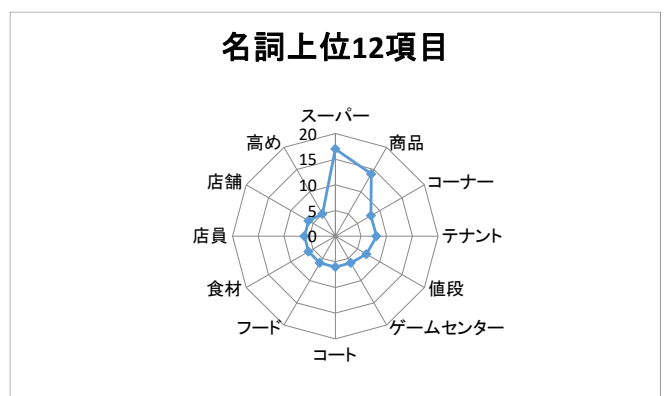 名詞上位12項目
スーパー
商品
コーナー
テナント
値段
ゲームセンター
コート
フード
食材
店員
店舗
高め
20
15
10
5
0